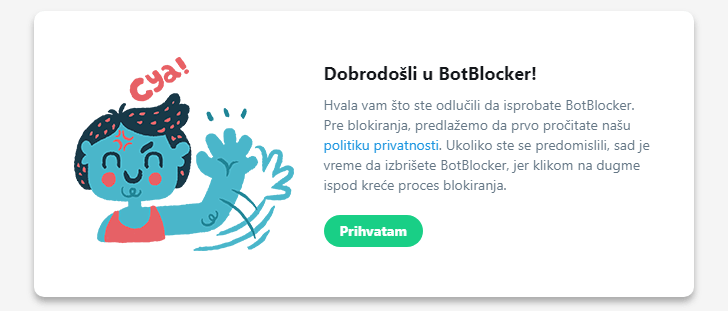 Cya!
Dobrodošli u BotBlocker!
Hvala vam što ste odlučili da isprobate BotBlocker.
Pre blokiranja, predlažemo da prvo pročitate našu
politiku privatnosti. Ukoliko ste se predomislili, sad je
vreme da izbrišete BotBlocker, jer klikom na dugme
ispod kreće proces blokiranja.
Prihvatam